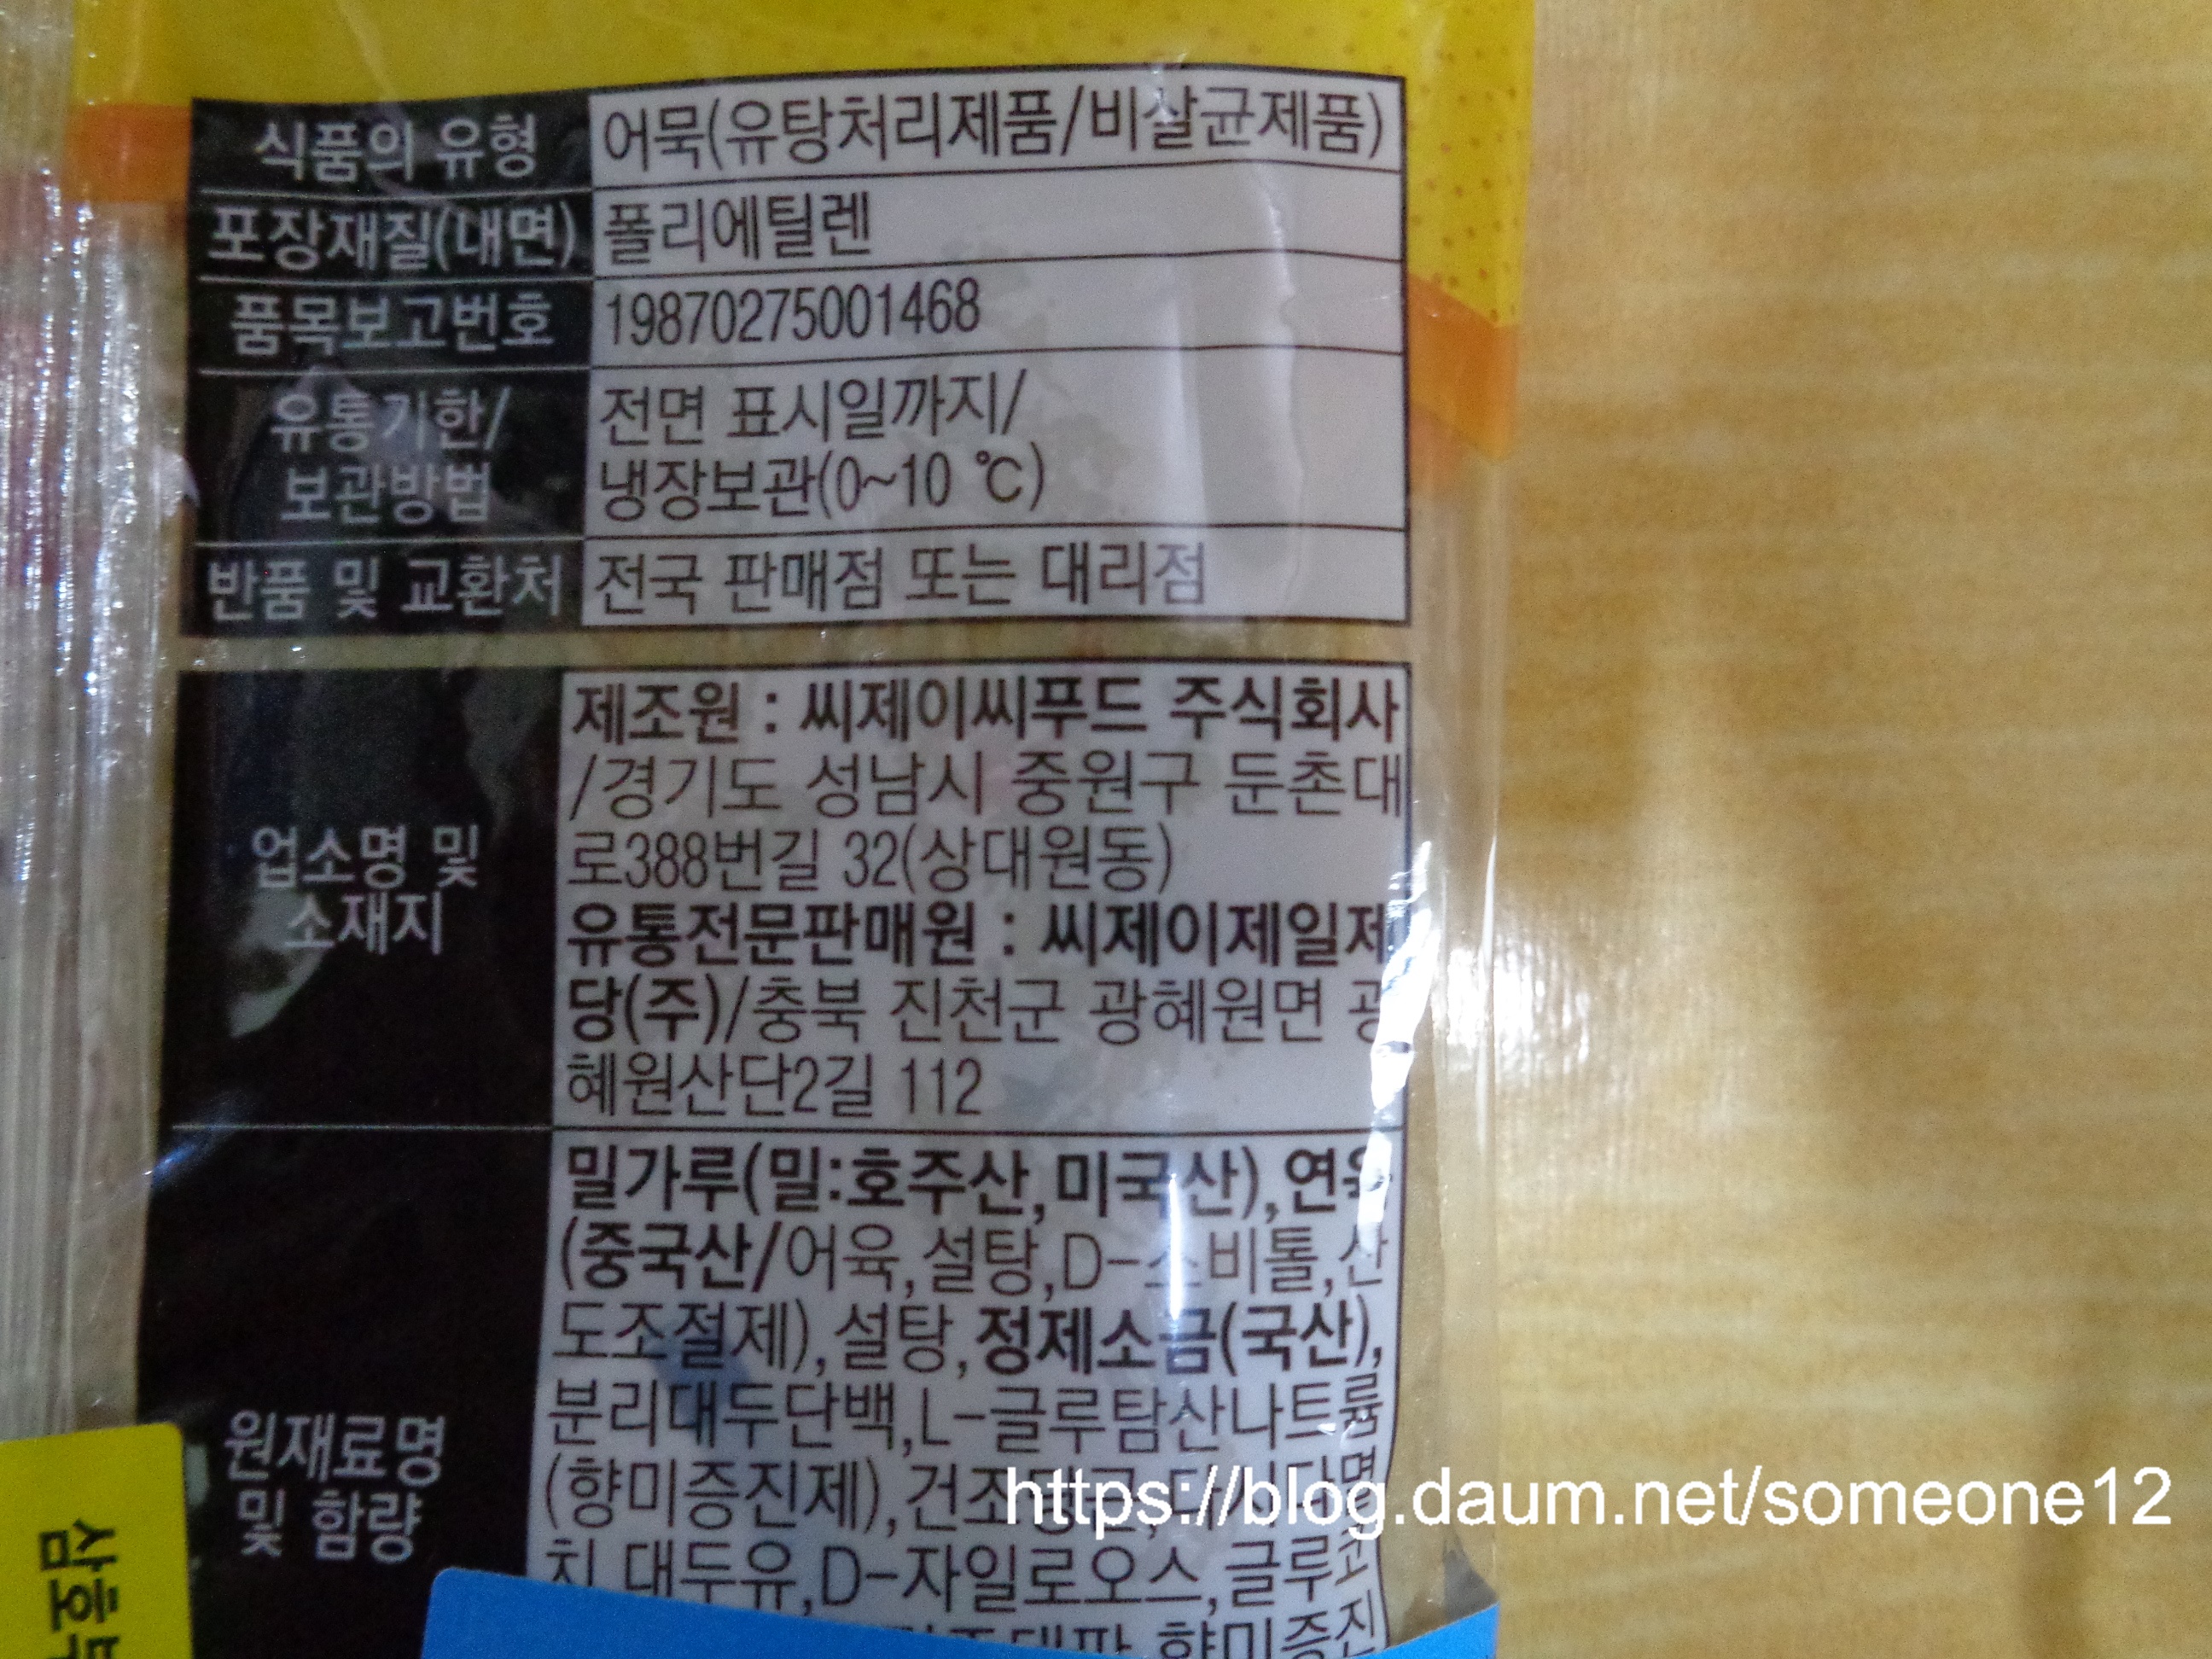 식품의 유형 어묵(유탕처리제품/비살균제품)
포장재질(내면) 폴리에틸렌
품목보고번호 19870275001468
유통기한/ 전면 표시일까지/
보관방법 냉장보관(0~10 ℃)
반품 및 교환처 전국 판매점 또는 대리점
업소명 및
소재지
제조원 : 씨제이씨푸드 주식회사
/경기도 성남시 중원구 둔촌대
로388번길 32(상대원동)
유통전문판매원 : 씨제이제일제
당(주)/충북 진천군 광혜원면 광
혜원산단2길 112
원재료명
및 함량
밀가루(밀:호주산,미국산),연육
(중국산/어육,설탕,D-소비톨,산
도조절제),설탕,정제소금(국산),
분리대두단백,L-글루탐산나트륨
(향미증진제),
대두유,D-자일로오스,
향미증진
삼호
https://blog.daum.net/someone12